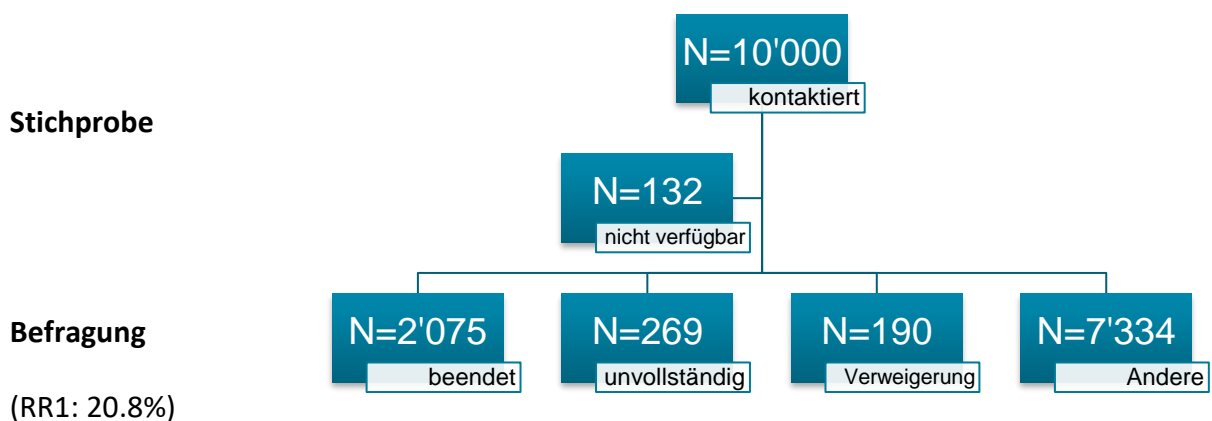 N=10'000
kontaktiert
Stichprobe
N=132
nicht verfügbar
Befragung
N=2'075
beendet
N=269
unvollständig
N=190
Verweigerung
N=7'334
Andere
(RR1: 20.8%)